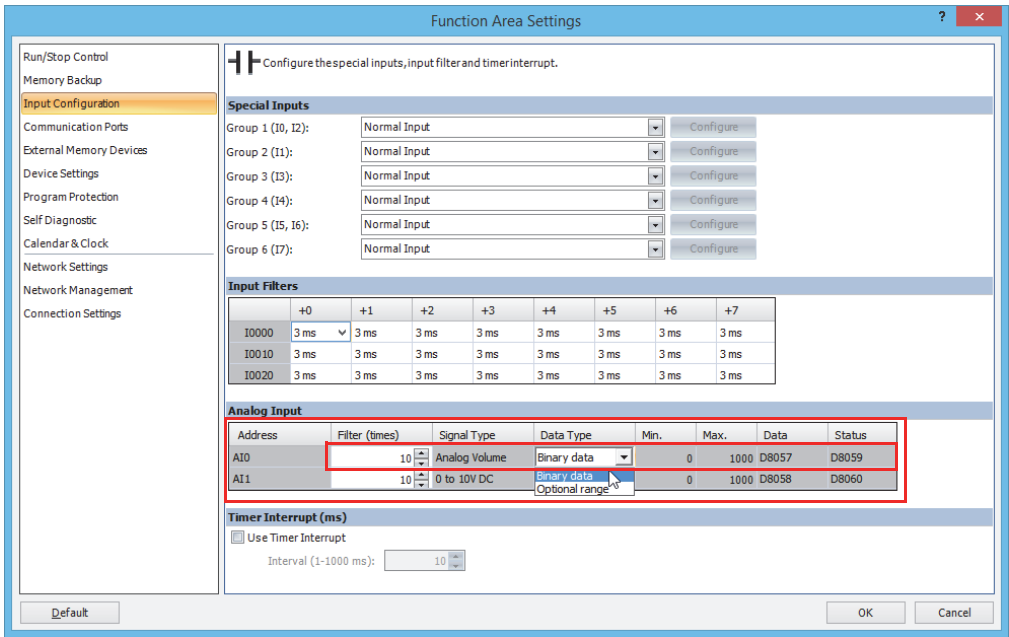 Function Area Settings
?
×
Run/Stop Control
Memory Backup
Input Configuration
Communication Ports
External Memory Devices
Device Settings
Program Protection
Self Diagnostic
Calendar & Clock
Network Settings
Network Management
Connection Settings
Configure the special inputs, input filter and timer interrupt.
Special Inputs
Group 1 (I0, I2): Normal Input Configure
Group 2 (I1): Normal Input Configure
Group 3 (I3): Normal Input Configure
Group 4 (I4): Normal Input Configure
Group 5 (I5, I6): Normal Input Configure
Group 6 (I7): Normal Input Configure
Input Filters
+0 +1 +2 +3 +4 +5 +6 +7
I0000 3 ms 3 ms 3 ms 3 ms 3 ms 3 ms 3 ms 3 ms
I0010 3 ms 3 ms 3 ms 3 ms 3 ms 3 ms 3 ms 3 ms
I0020 3 ms 3 ms 3 ms 3 ms 3 ms 3 ms 3 ms 3 ms
Analog Input
Address Filter (times) Signal Type Data Type Min. Max. Data Status
AI0 10 Analog Volume Binary data 0 1000 D8057 D8059
AI1 10 0 to 10V DC Binary data 0 1000 D8058 D8060
Optional range
Timer Interrupt (ms)
Use Timer Interrupt
Interval (1-1000 ms): 10
Default
OK
Cancel